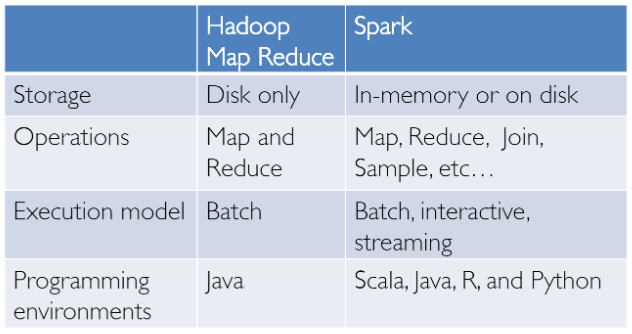 Hadoop Map Reduce Spark
Storage Disk only In-memory or on disk
Operations Map and Reduce Map, Reduce, Join, Sample, etc…
Execution model Batch Batch, interactive, streaming
Programming environments Java Scala, Java, R, and Python